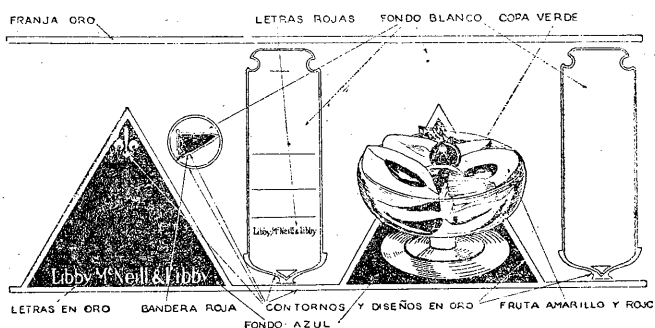 FRANJA ORO
LETRAS ROJAS
FONDO BLANCO
COPA VERDE
Libby McNeill & Libby
Libby McNeill & Libby
LETRAS EN ORO
BANDERA ROJA
CONTORNOS Y DISEÑOS EN ORO
FRUTA AMARILLO Y ROJO
FONDO AZUL